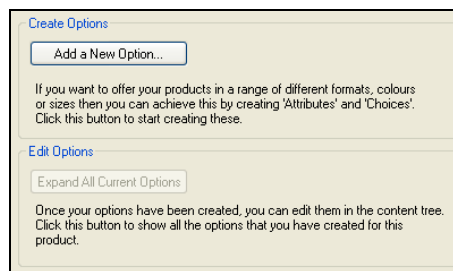 Create Options
Add a New Option...
If you want to offer your products in a range of different formats, colours
or sizes then you can achieve this by creating 'Attributes' and 'Choices'.
Click this button to start creating these.
Edit Options
Expand All Current Options
Once your options have been created, you can edit them in the content tree.
Click this button to show all the options that you have created for this
product.